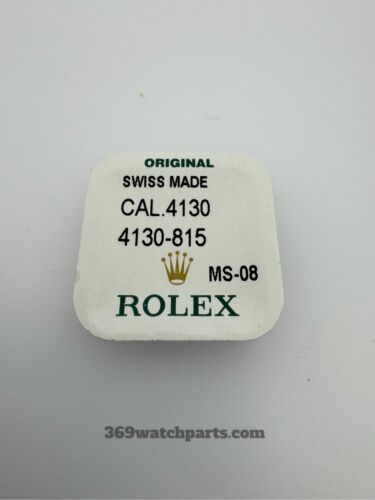 ORIGINAL
SWISS MADE
CAL.4130
4130-815
MS-08
ROLEX
369watchparts.com